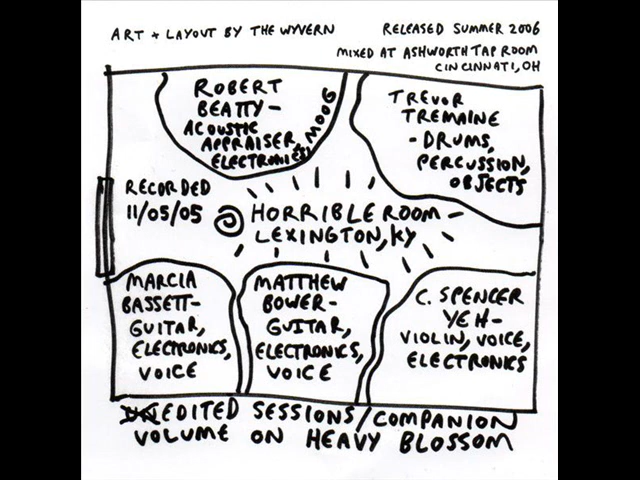 ART + LAYOUT BY THE WYVERN
RELEASED SUMMER 2006
MIXED AT ASHWORTH TAP ROOM
CINCINNATI, OH
ROBERT
BEATTY-
ACOUSTIC
APPRAISER,
ELECTRONICS, MOOG
TREVOR
TREMAINE
- DRUMS,
PERCUSSION,
OBJECTS
RECORDED
11/05/05
@ HORRIBLE ROOM -
LEXINGTON, KY
MARCIA
BASSETT-
GUITAR,
ELECTRONICS,
VOICE
MATTHEW
BOWER-
GUITAR,
ELECTRONICS,
VOICE
C. SPENCER
YEH-
VIOLIN, VOICE,
ELECTRONICS
EDITED SESSIONS/COMPANION
VOLUME ON HEAVY BLOSSOM